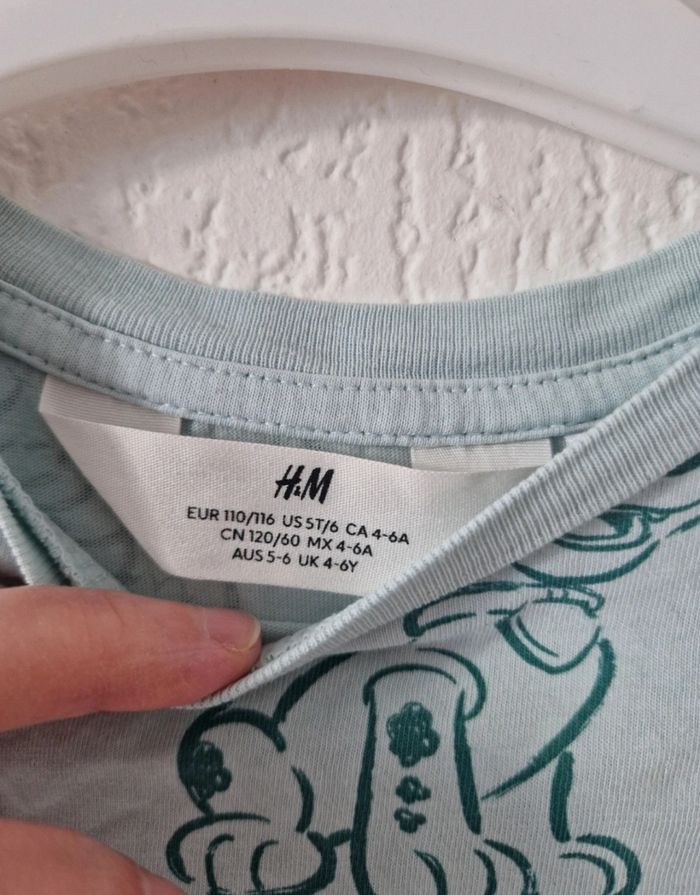 H&M
EUR 110/116 US 5T/6 CA 4-6A
CN 120/60 MX 4-6A
AUS 5-6 UK 4-6Y